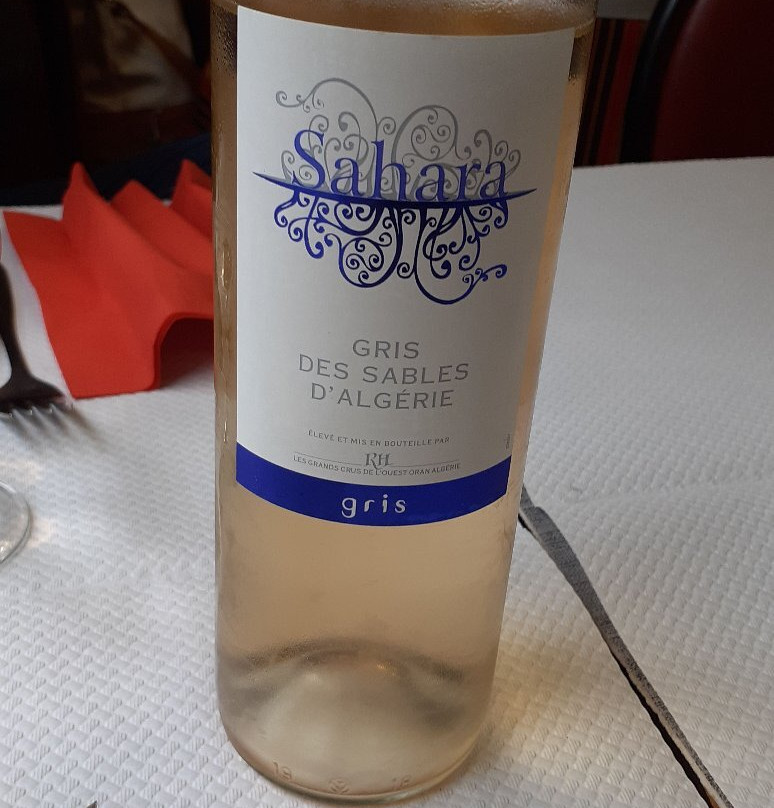 Sahara
GRIS
DES SABLES
D'ALGÉRIE
ÉLEVÉ ET MIS EN BOUTEILLE PAR
RH
LES GRANDS CRUS DE L'OUEST ORAN ALGÉRIE
gris